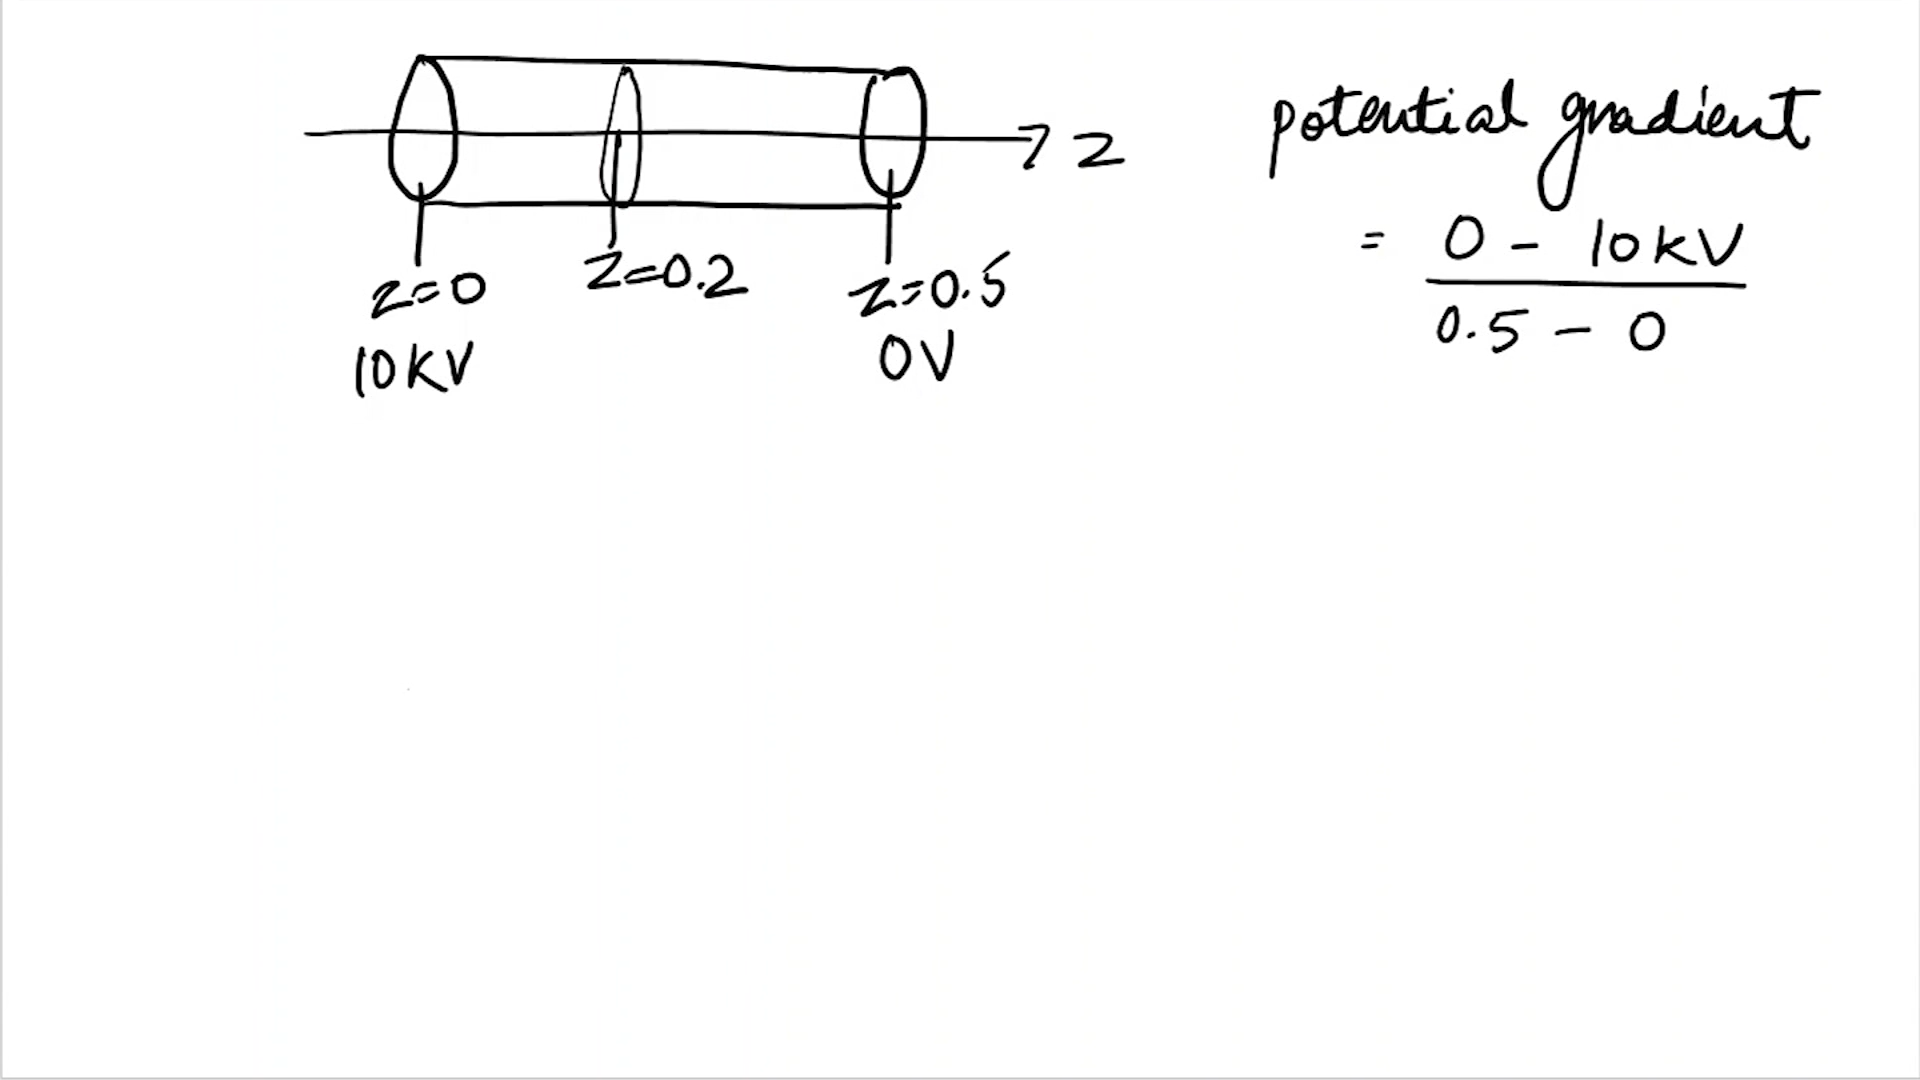 z
z=0
z=0.2
z=0.5
10kV
0V
potential gradient
= 0 - 10kV
0.5 - 0